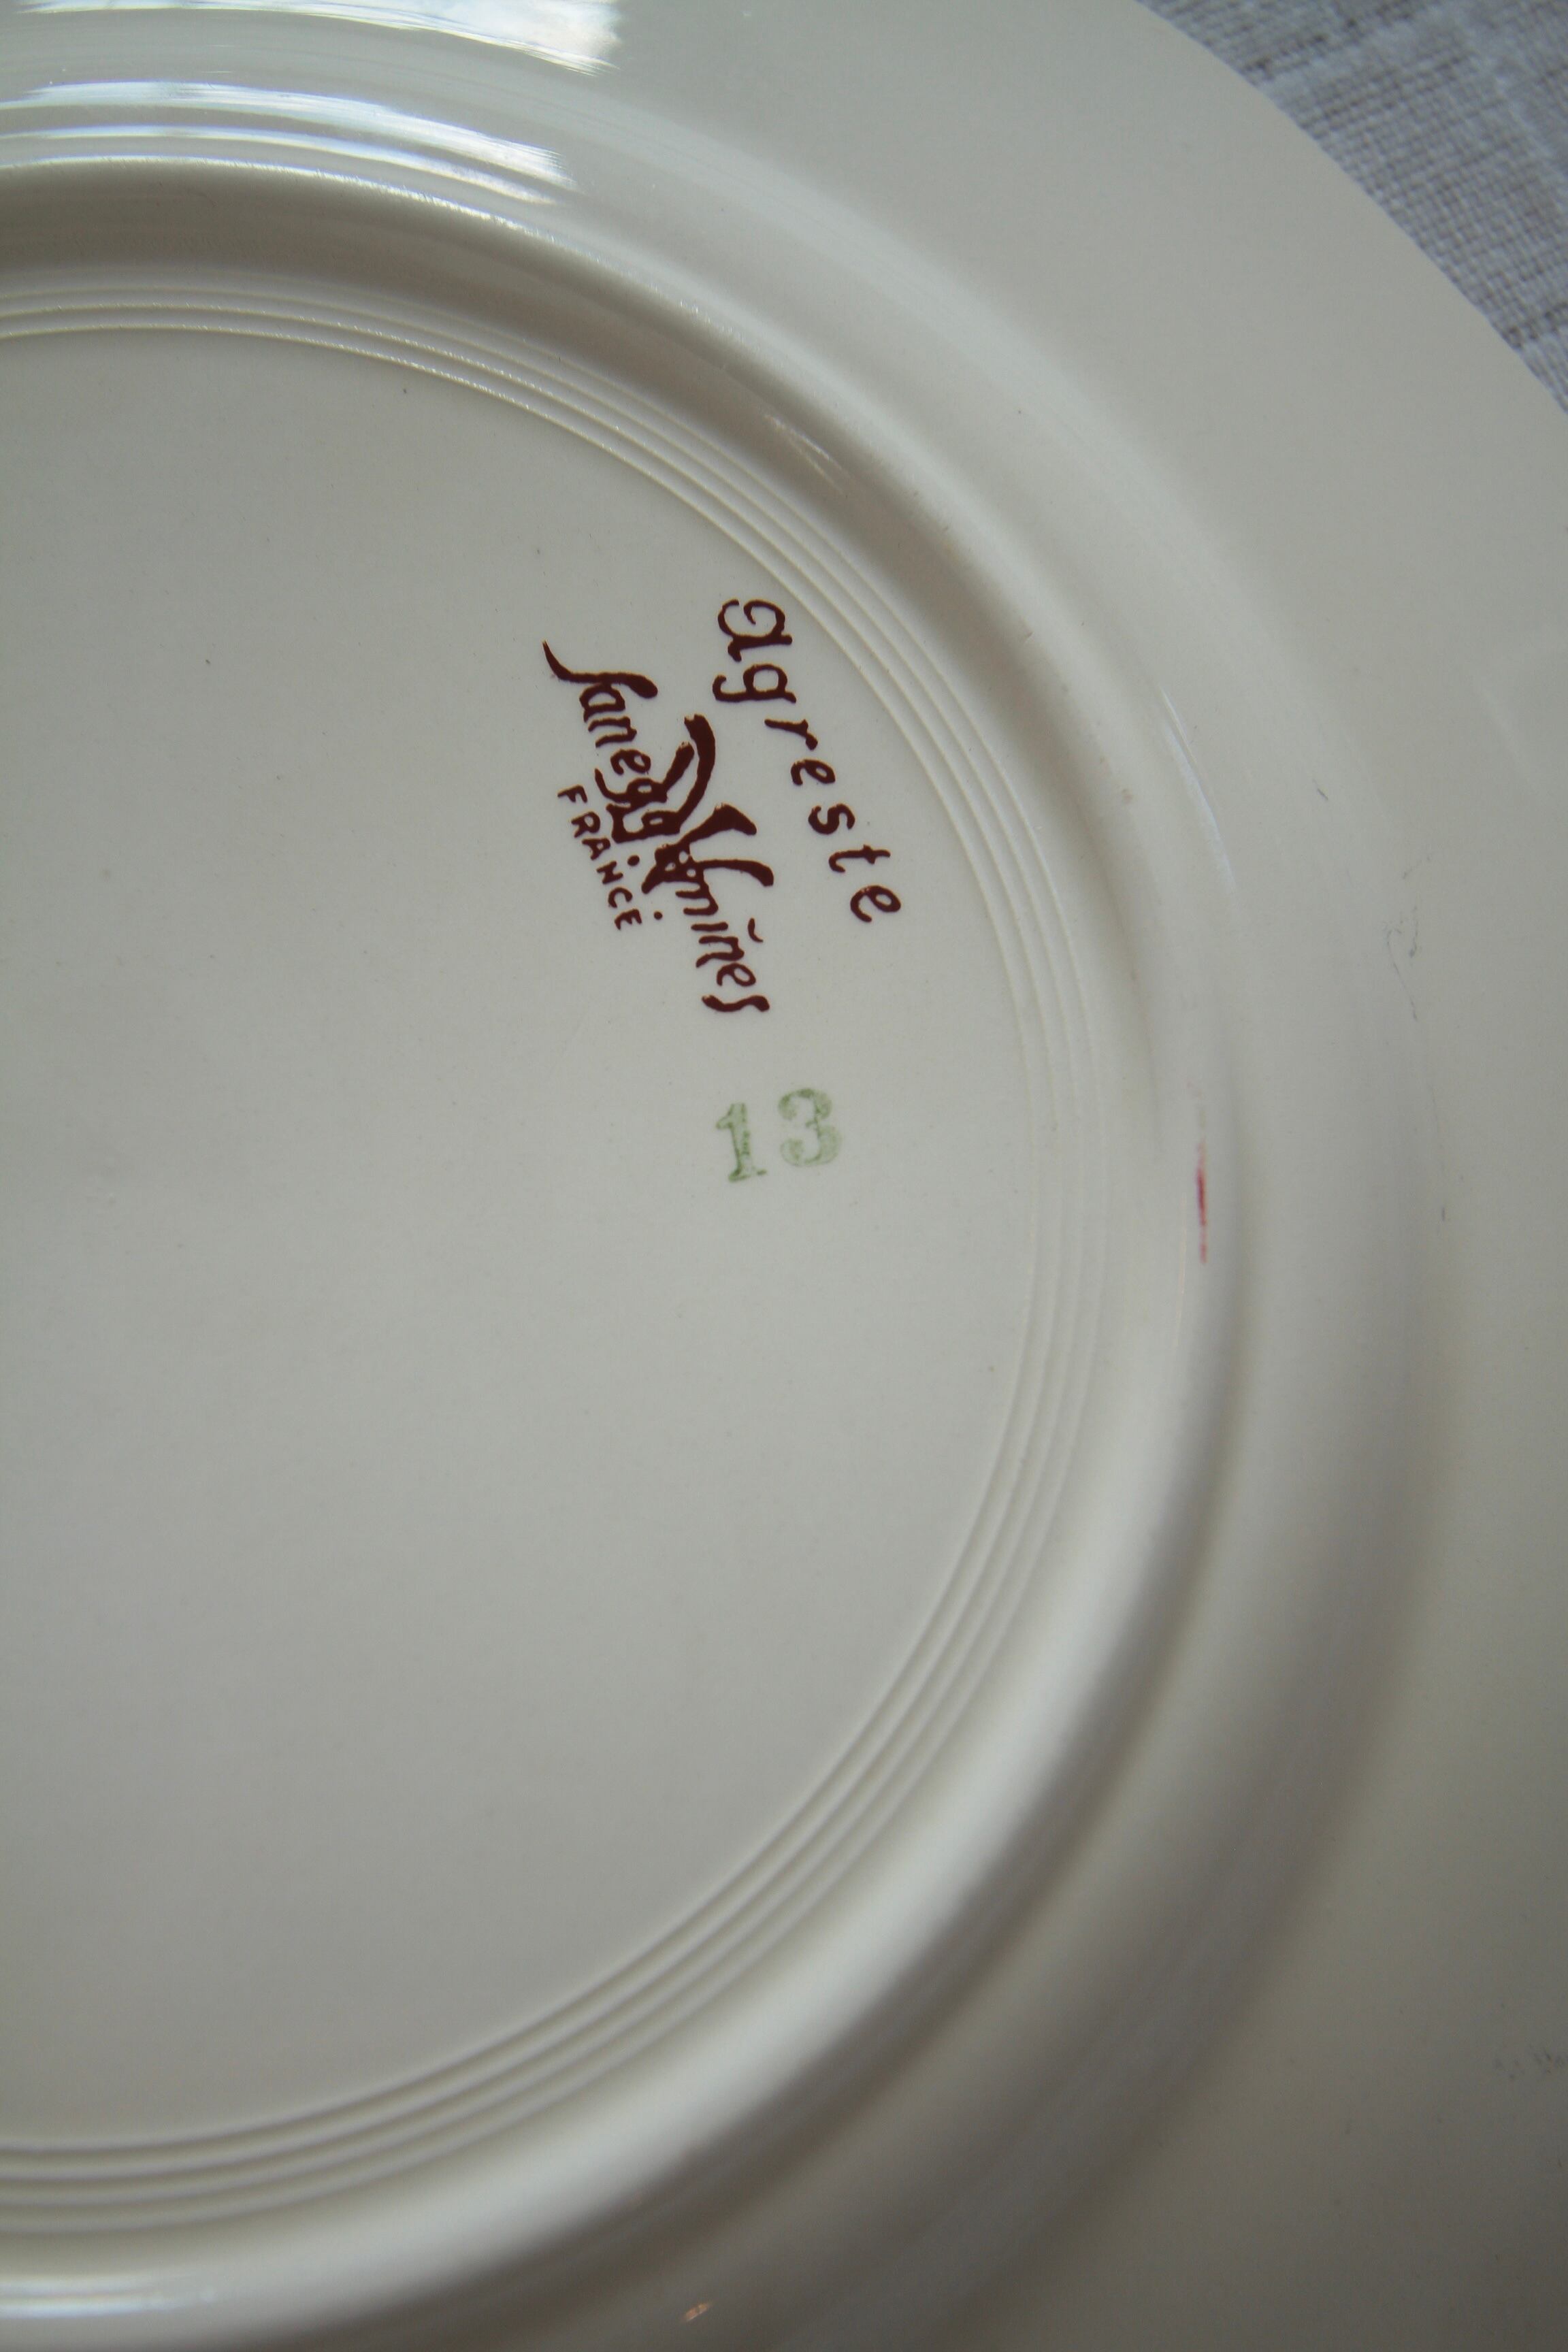 agreste
Sarreguemines
FRANCE
13